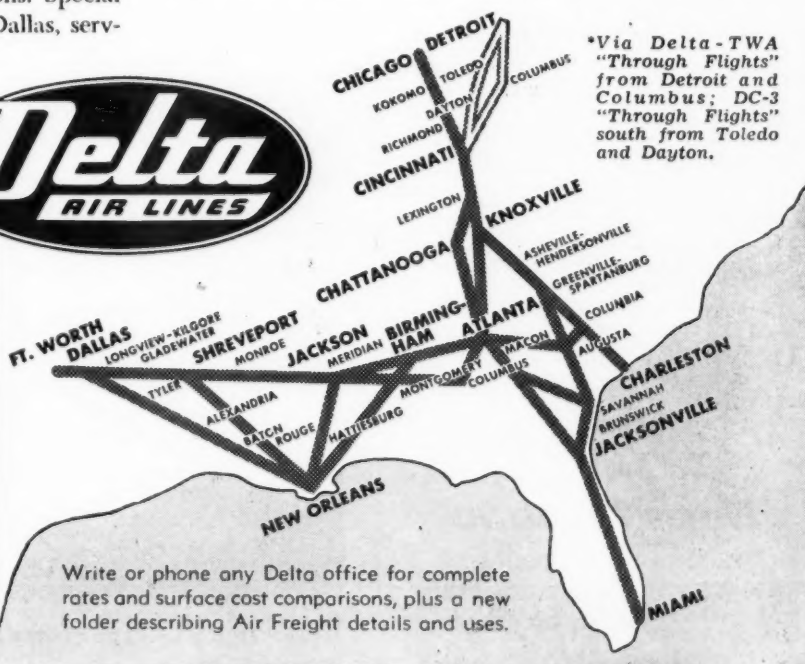 ons. Special
Dallas, serv-
Delta
AIR LINES
*Via Delta-TWA
"Through Flights"
from Detroit and
Columbus; DC-3
"Through Flights"
south from Toledo
and Dayton.
DETROIT
CHICAGO
TOLEDO
COLUMBUS
KOKOMO
DAYTON
RICHMOND
CINCINNATI
LEXINGTON
KNOXVILLE
ASHEVILLE-
HENDERSONVILLE
CHATTANOOGA
GREENVILLE-
SPARTANBURG
COLUMBIA
FT. WORTH
DALLAS
LONGVIEW-KILGORE
GLADEWATER
SHREVEPORT
MONROE
JACKSON
MERIDIAN
BIRMING-
HAM
ATLANTA
MACON
AUGUSTA
CHARLESTON
TYLER
ALEXANDRIA
BATON
ROUGE
HATTIESBURG
MONTGOMERY
COLUMBUS
SAVANNAH
BRUNSWICK
JACKSONVILLE
NEW ORLEANS
MIAMI
Write or phone any Delta office for complete
rates and surface cost comparisons, plus a new
folder describing Air Freight details and uses.